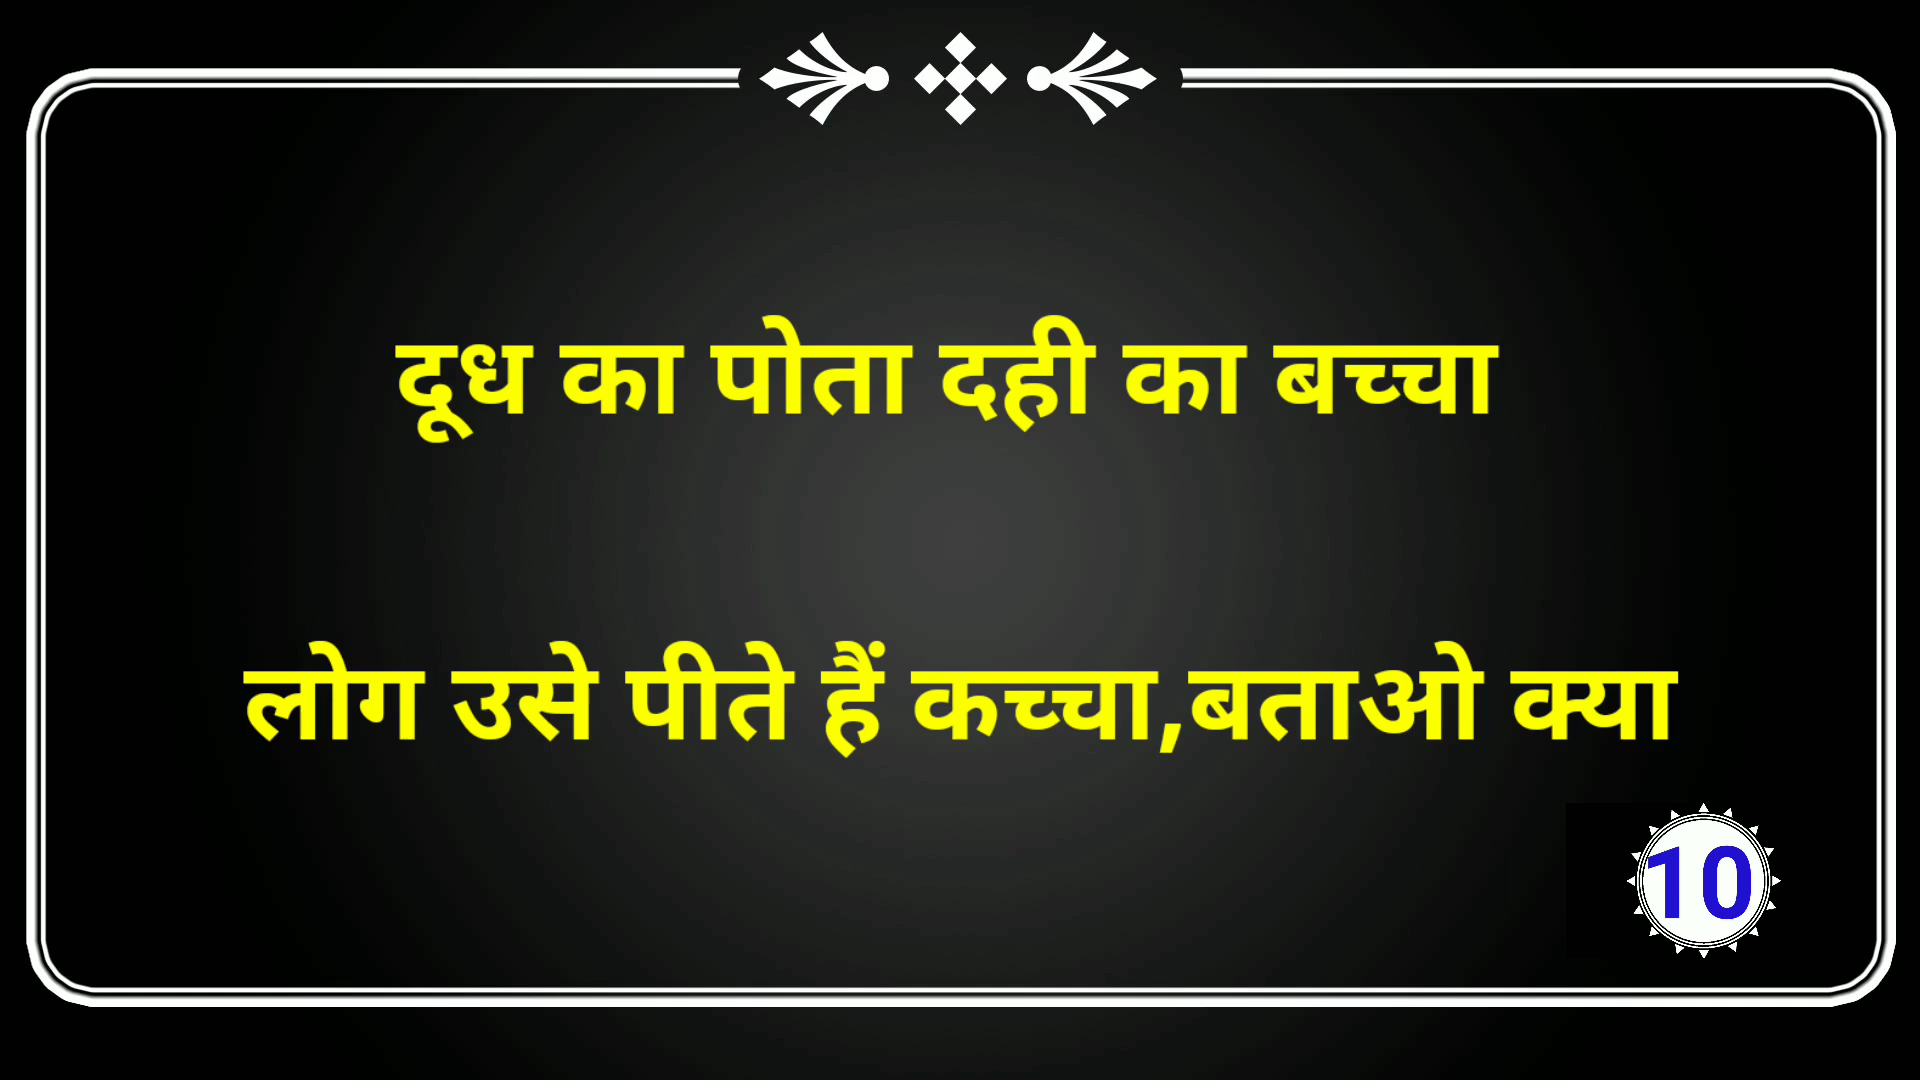 दूध का पोता दही का बच्चा
लोग उसे पीते हैं कच्चा,बताओ क्या
10